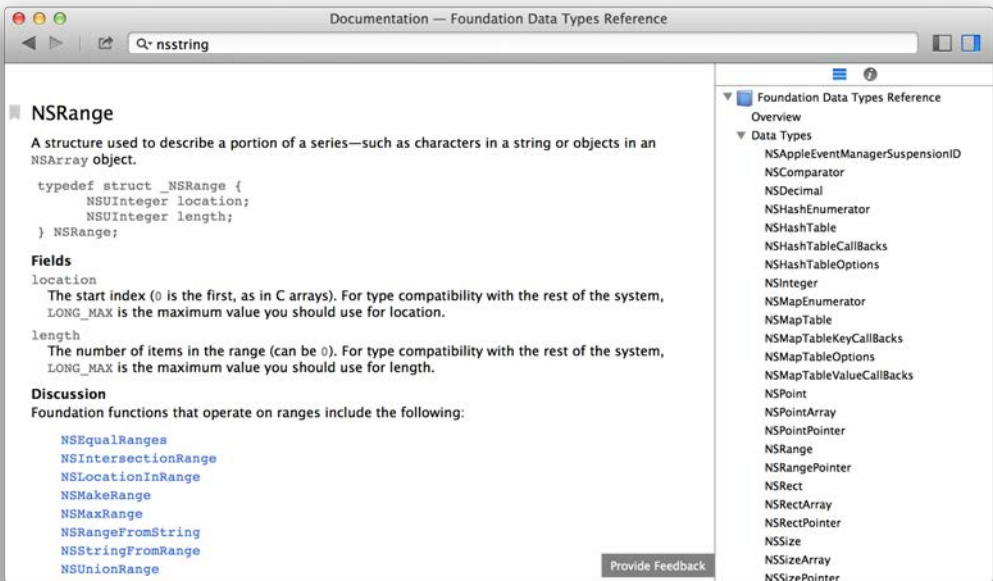 Documentation — Foundation Data Types Reference
nsstring
NSRange
A structure used to describe a portion of a series—such as characters in a string or objects in an
NSArray object.
typedef struct _NSRange {
NSUInteger location;
NSUInteger length;
} NSRange;
Fields
location
The start index (0 is the first, as in C arrays). For type compatibility with the rest of the system,
LONG_MAX is the maximum value you should use for location.
length
The number of items in the range (can be 0). For type compatibility with the rest of the system,
LONG_MAX is the maximum value you should use for length.
Discussion
Foundation functions that operate on ranges include the following:
NSEqualRanges
NSIntersectionRange
NSLocationInRange
NSMakeRange
NSMaxRange
NSRangeFromString
NSStringFromRange
NSUnionRange
Provide Feedback
Foundation Data Types Reference
Overview
Data Types
NSAppleEventManagerSuspensionID
NSComparator
NSDecimal
NSHashEnumerator
NSHashTable
NSHashTableCallBacks
NSHashTableOptions
NSInteger
NSMapEnumerator
NSMapTable
NSMapTableKeyCallBacks
NSMapTableOptions
NSMapTableValueCallBacks
NSPoint
NSPointArray
NSPointPointer
NSRange
NSRangePointer
NSRect
NSRectArray
NSRectPointer
NSSize
NSSizeArray
NSSizePointer